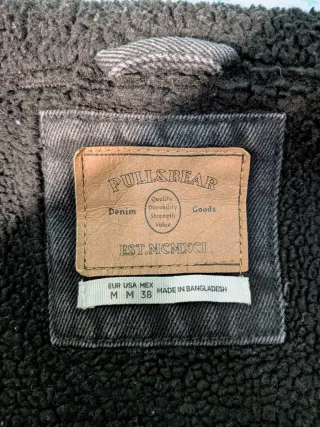 PULL&BEAR
Denim
Quality
Durability
Strength
Value
Goods
EST.MCMXCI
EUR USA MEX
M M 38
MADE IN BANGLADESH